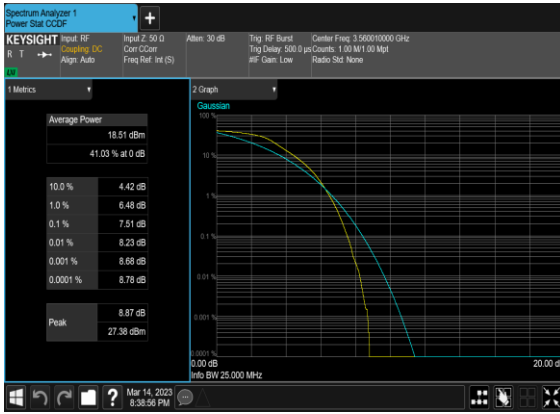 Spectrum Analyzer 1
Power Stat CCDF
KEYSIGHT
R T
Input: RF
Coupling: DC
Align: Auto
Input Z: 50 Ω
Corr CCorr
Freq Ref: Int (S)
Atten: 30 dB
Trig: RF Burst
Trig Delay: 500.0 µs
#IF Gain: Low
Center Freq: 3.560010000 GHz
Counts: 1.00 M/1.00 Mpt
Radio Std: None
1 Metrics
Average Power
18.51 dBm
41.03 % at 0 dB
10.0 % 4.42 dB
1.0 % 6.48 dB
0.1 % 7.51 dB
0.01 % 8.23 dB
0.001 % 8.68 dB
0.0001 % 8.78 dB
Peak
8.87 dB
27.38 dBm
2 Graph
Gaussian
100 %
10 %
1 %
0.1 %
0.01 %
0.001 %
0.0001 %
0.00 dB
20.00 d
Info BW 25.000 MHz
Mar 14, 2023
8:38:56 PM